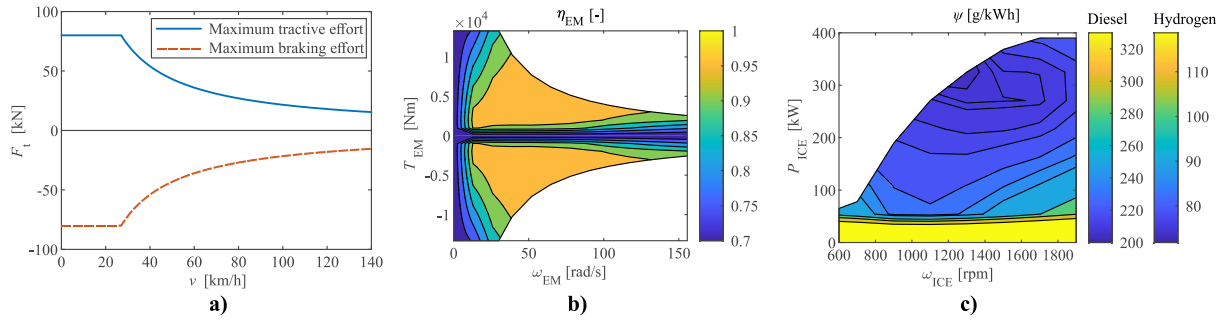 Maximum tractive effort
Maximum braking effort
100
50
0
-50
-100
F_t [kN]
0 20 40 60 80 100 120 140
v [km/h]
a)
η_EM [-]
× 10^4
1
0.5
0
-0.5
-1
T_EM [Nm]
0 50 100 150
ω_EM [rad/s]
1
0.95
0.9
0.85
0.8
0.75
0.7
b)
ψ [g/kWh]
400
300
200
100
0
P_ICE [kW]
600 800 1000 1200 1400 1600 1800
ω_ICE [rpm]
Diesel
320
300
280
260
240
220
200
Hydrogen
110
100
90
80
c)